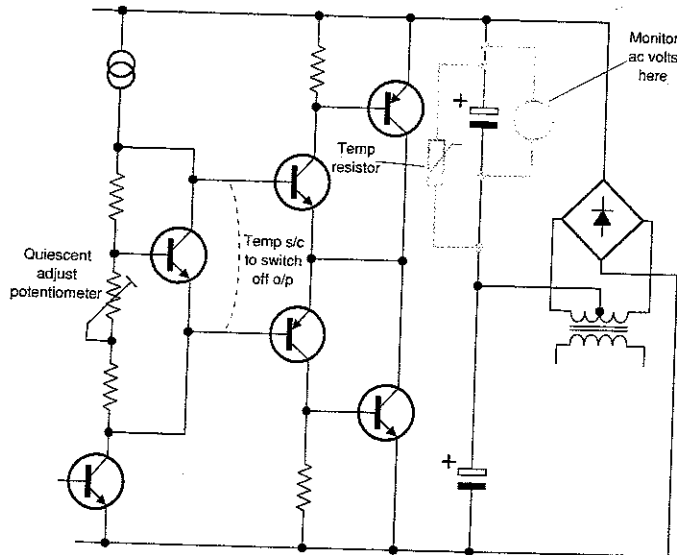 Monitor
ac volts
here
+
Temp
resistor
Temp s/c
to switch
off o/p
Quiescent
adjust
potentiometer
+